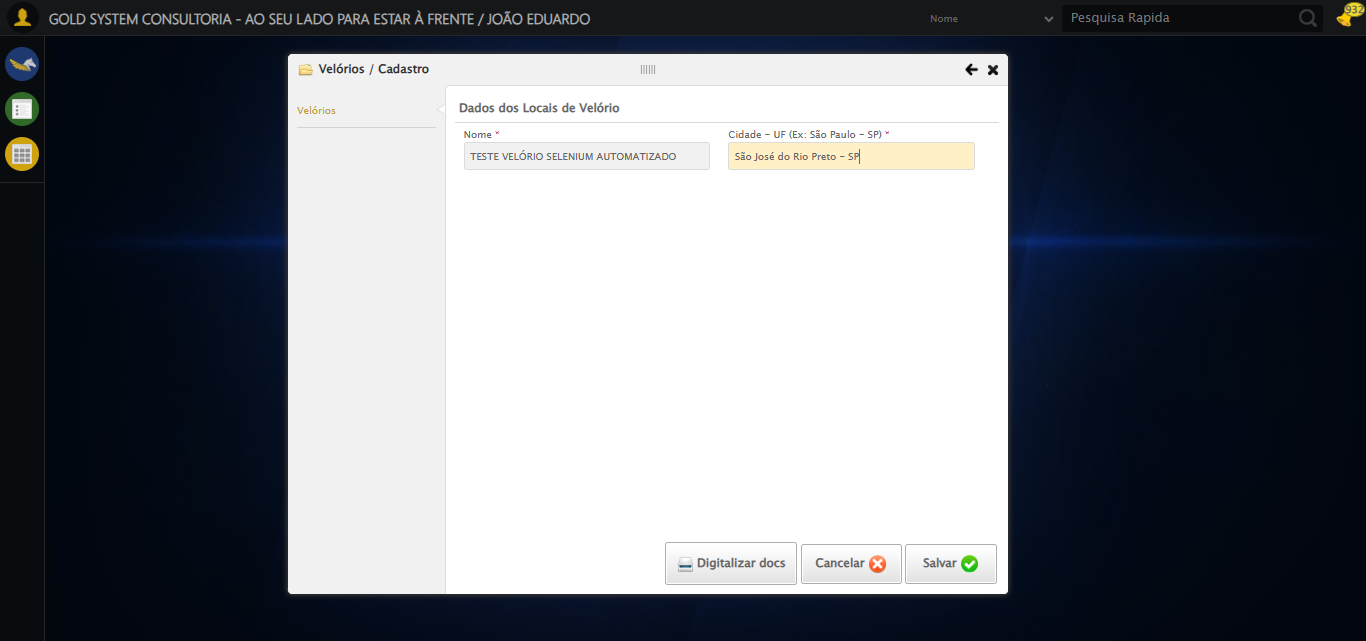 GOLD SYSTEM CONSULTORIA - AO SEU LADO PARA ESTAR À FRENTE / JOÃO EDUARDO
Nome
Pesquisa Rapida
932
Velórios / Cadastro
Velórios
Dados dos Locais de Velório
Nome *
Cidade - UF (Ex: São Paulo - SP) *
TESTE VELÓRIO SELENIUM AUTOMATIZADO
São José do Rio Preto - SP
Digitalizar docs
Cancelar
Salvar